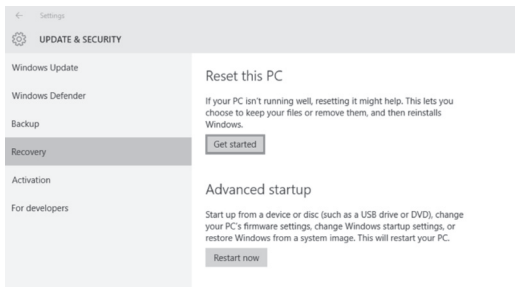 Settings
UPDATE & SECURITY
Windows Update
Windows Defender
Backup
Recovery
Activation
For developers
Reset this PC
If your PC isn't running well, resetting it might help. This lets you
choose to keep your files or remove them, and then reinstalls
Windows.
Get started
Advanced startup
Start up from a device or disc (such as a USB drive or DVD), change
your PC's firmware settings, change Windows startup settings, or
restore Windows from a system image. This will restart your PC.
Restart now